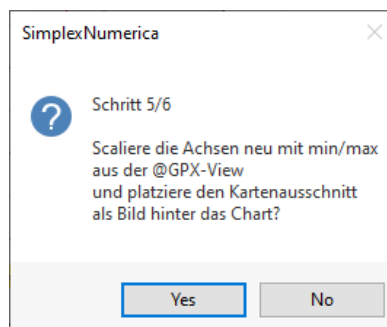 SimplexNumerica
Schritt 5/6
Scaliere die Achsen neu mit min/max
aus der @GPX-View
und platziere den Kartenausschnitt
als Bild hinter das Chart?
Yes
No